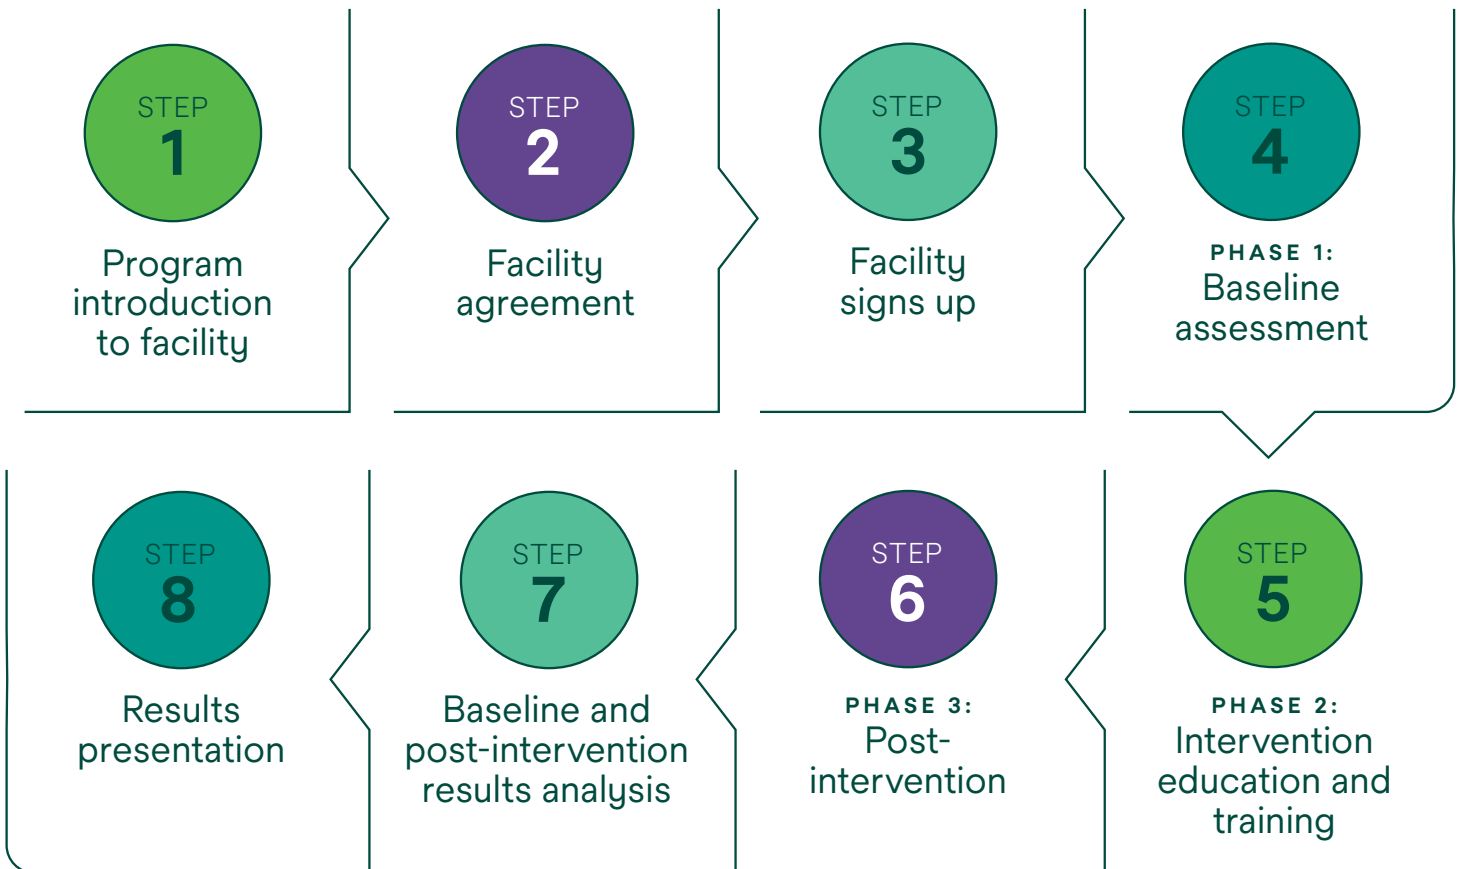 STEP
1
Program
introduction
to facility
STEP
2
Facility
agreement
STEP
3
Facility
signs up
STEP
4
PHASE 1:
Baseline
assessment
STEP
5
PHASE 2:
Intervention
education and
training
STEP
6
PHASE 3:
Post-
intervention
STEP
7
Baseline and
post-intervention
results analysis
STEP
8
Results
presentation